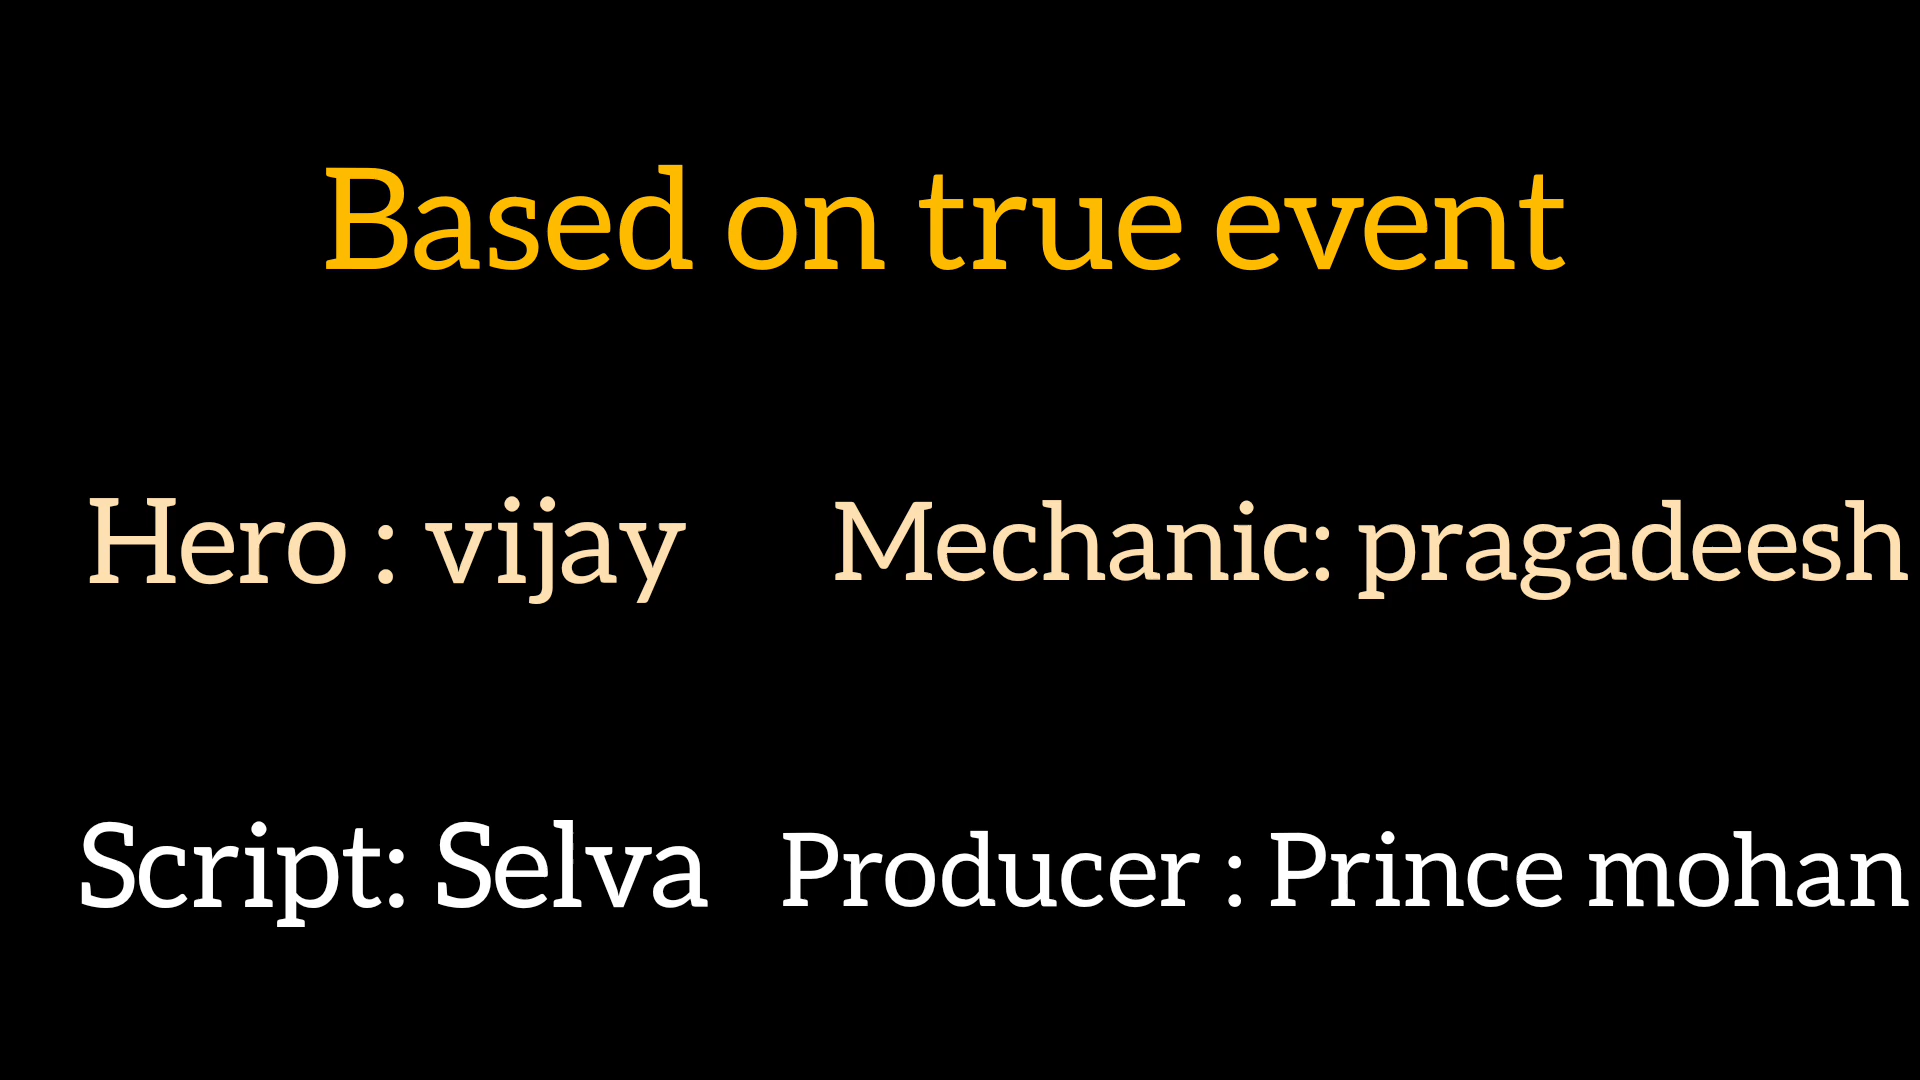 Based on true event
Hero : vijay
Mechanic: pragadeesh
Script: Selva
Producer : Prince mohan